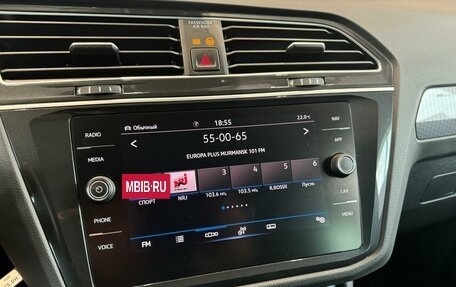 PASSENGER
AIR BAG
RADIO
MEDIA
PHONE
VOICE
Обычный
18:55
22.0°C
55-00-65
EUROPA PLUS MURMANSK 101 FM
NRJ
3
4
5
6
СПОРТ
NRJ
103.6 м/
103.5 м/
R.ROSSII
Пусто
FM
NAV
APP
CAR
MENU
MBIB.RU